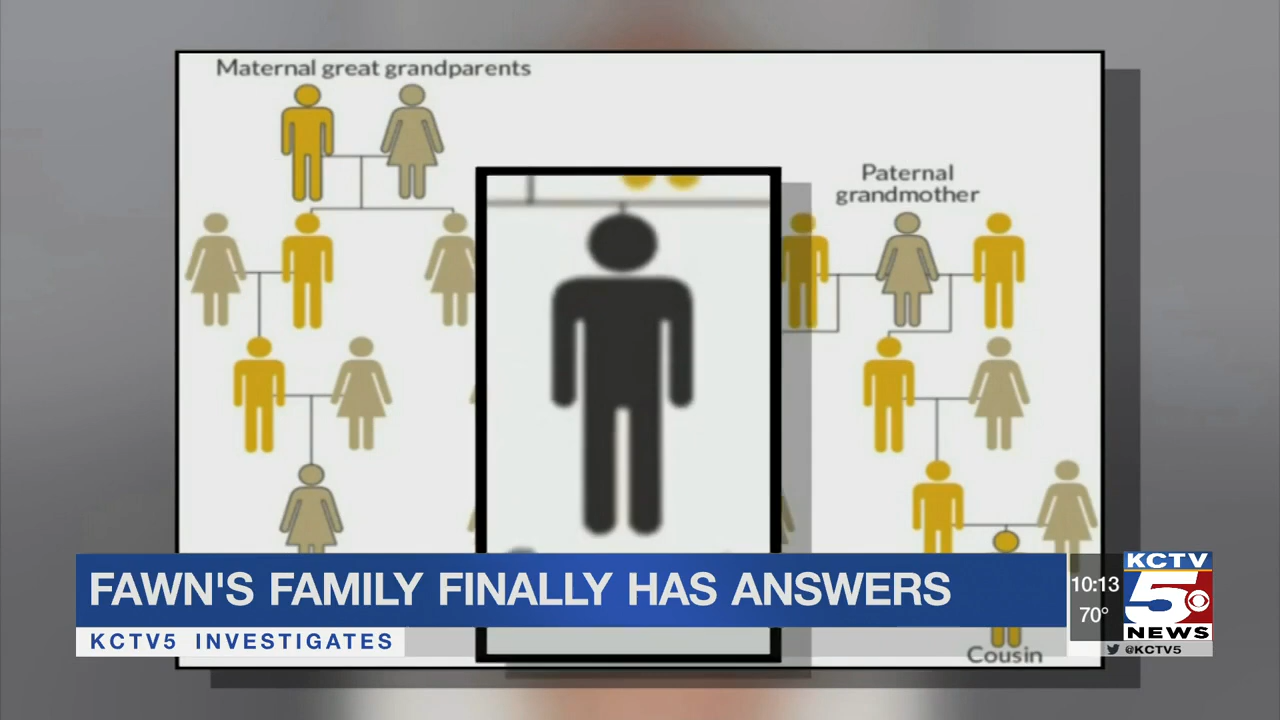 Maternal great grandparents
Paternal
grandmother
FAWN'S FAMILY FINALLY HAS ANSWERS
KCTV5 INVESTIGATES
10:13
70°
KCTV
5
NEWS
@KCTV5
Cousin